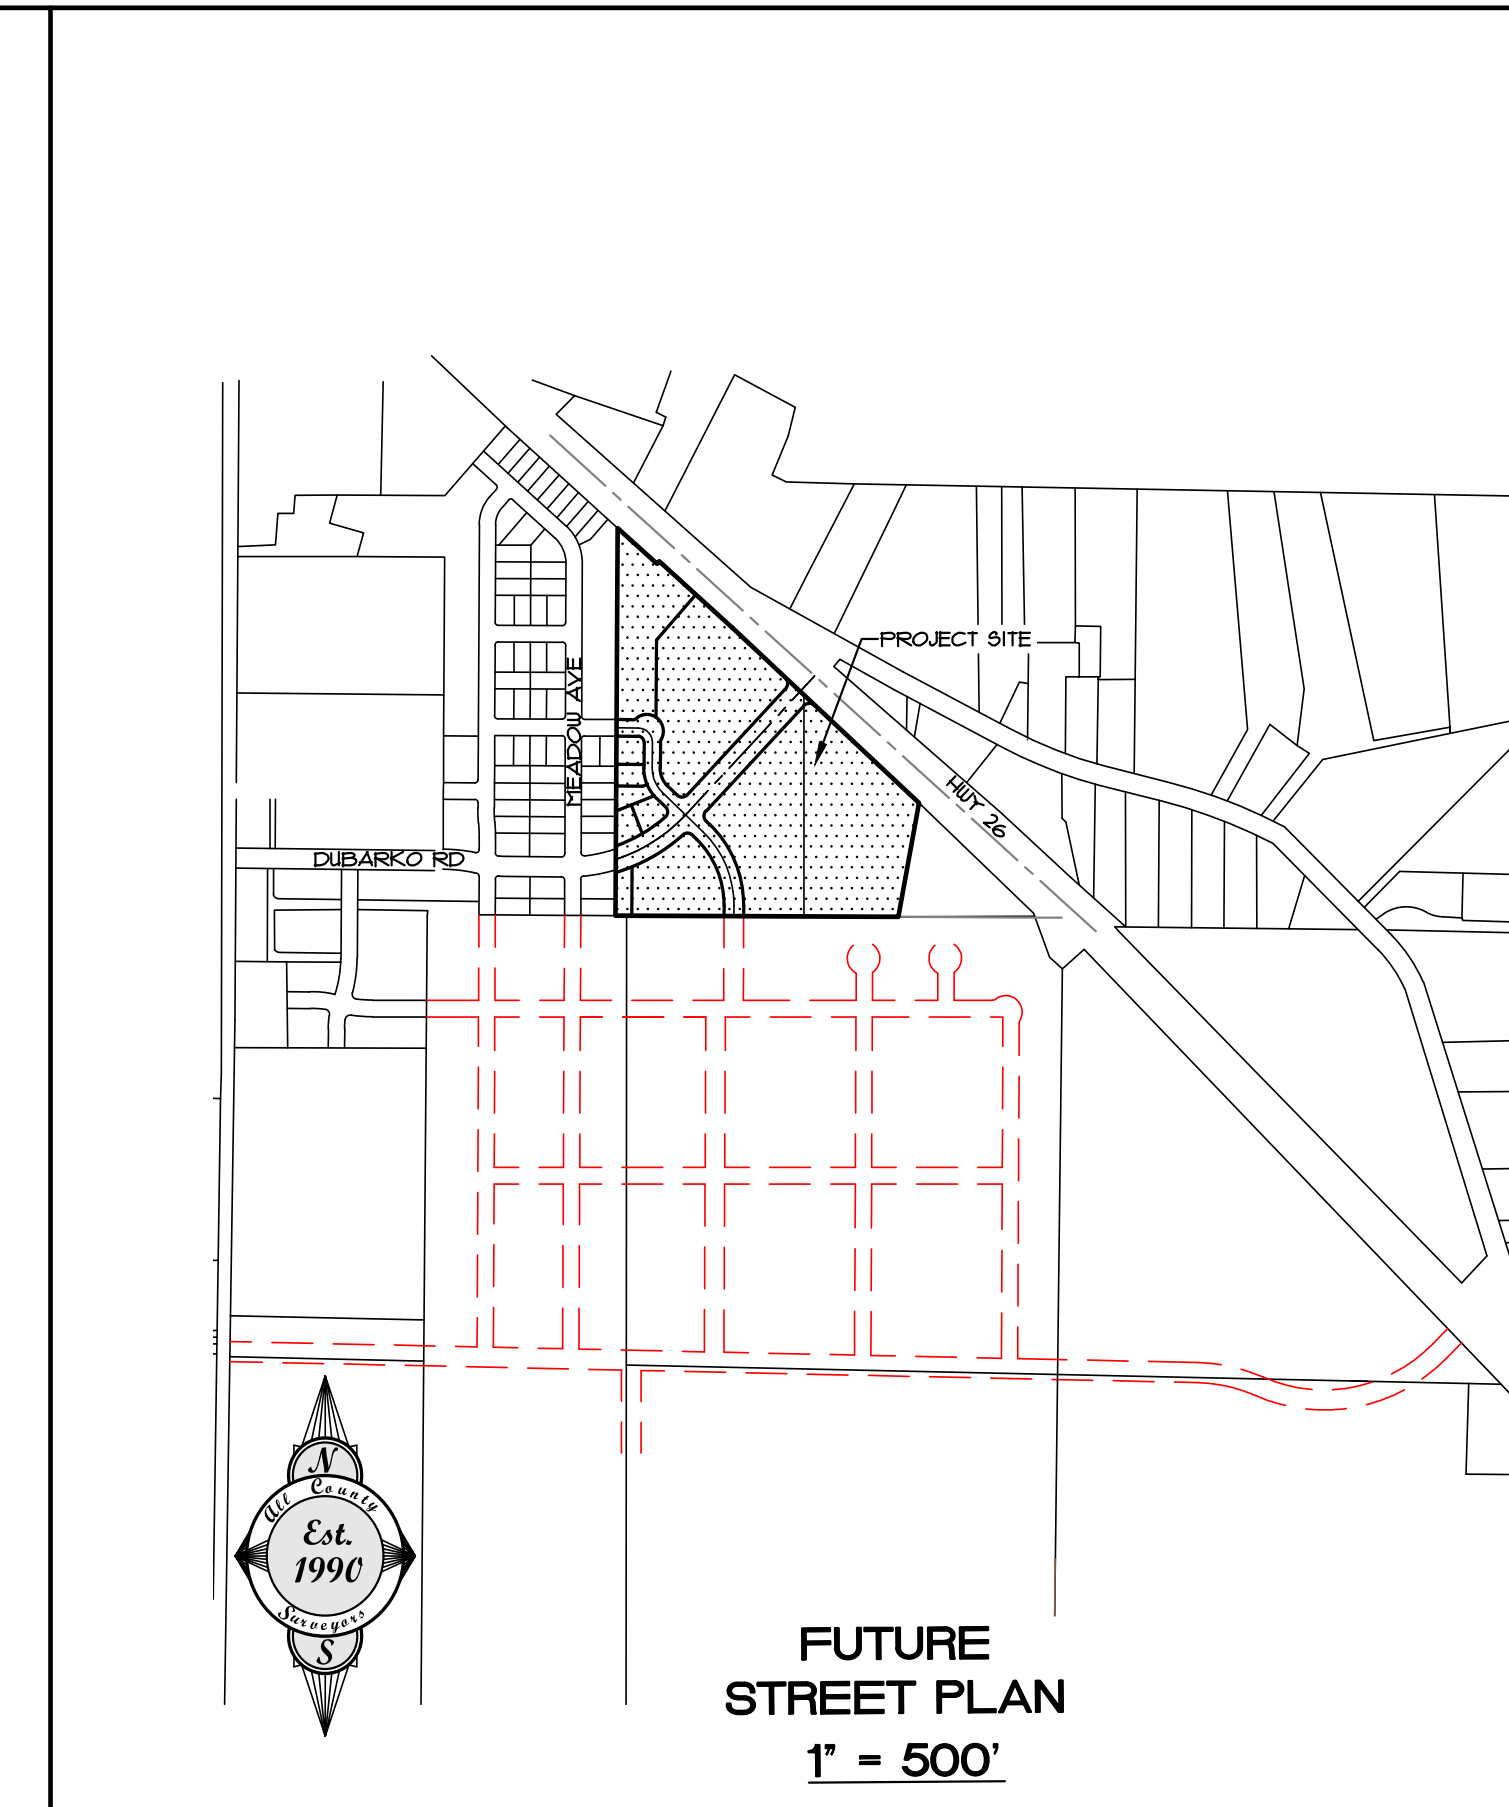 PROJECT SITE
MEADOW AVE
HWY 26
DUBARKO RD
N
All County
Est.
1990
Surveyors
S
FUTURE
STREET PLAN
1" = 500'